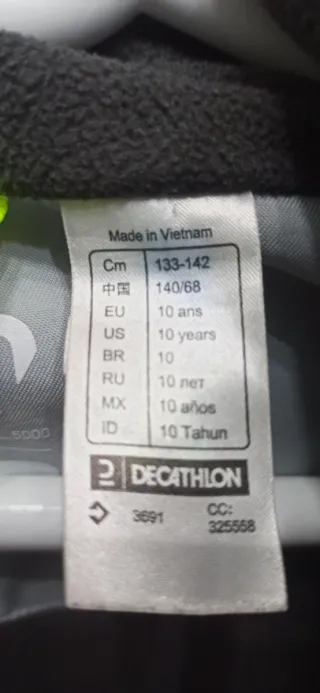 Made in Vietnam
Cm 133-142
中国 140/68
EU 10 ans
US 10 years
BR 10
RU 10 лет
MX 10 años
ID 10 Tahun
DECATHLON
3691 CC:
325558
5000